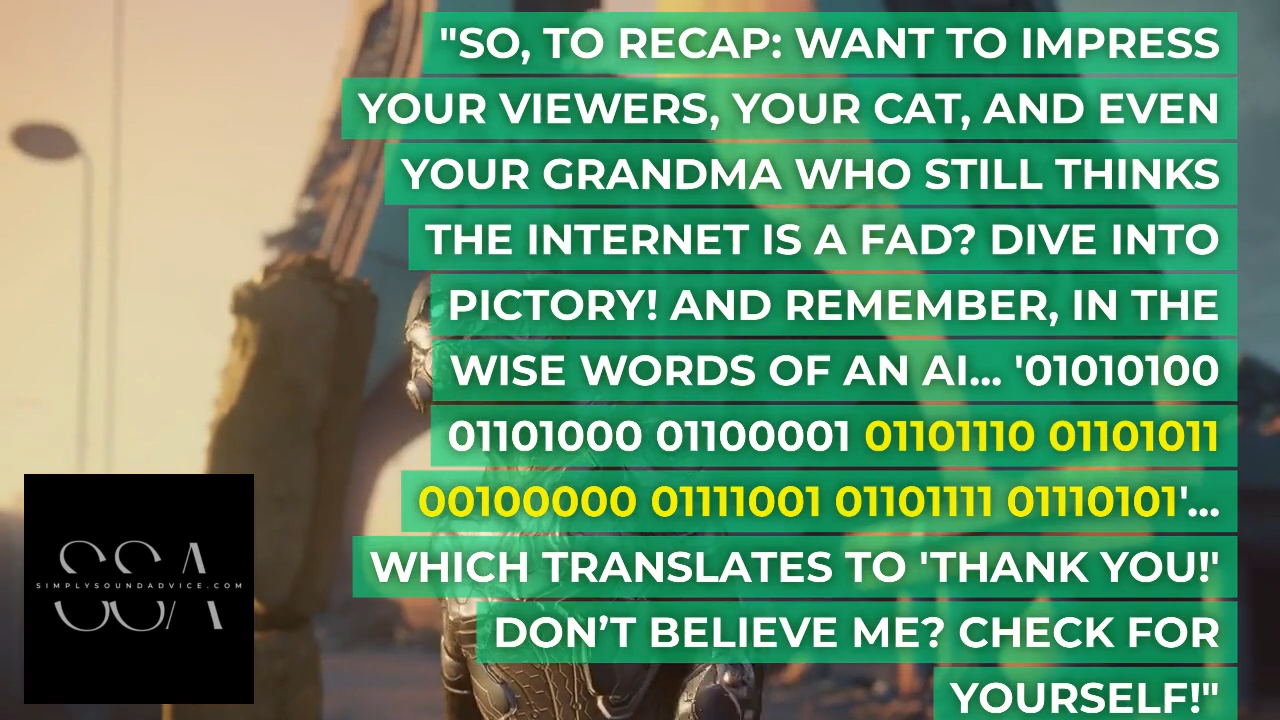 "SO, TO RECAP: WANT TO IMPRESS
YOUR VIEWERS, YOUR CAT, AND EVEN
YOUR GRANDMA WHO STILL THINKS
THE INTERNET IS A FAD? DIVE INTO
PICTORY! AND REMEMBER, IN THE
WISE WORDS OF AN AI... '01010100
01101000 01100001 01101110 01101011
00100000 01111001 01101111 01110101'...
WHICH TRANSLATES TO 'THANK YOU!'
DON’T BELIEVE ME? CHECK FOR
YOURSELF!"
SSA
SIMPLYSOUNDADVICE.COM